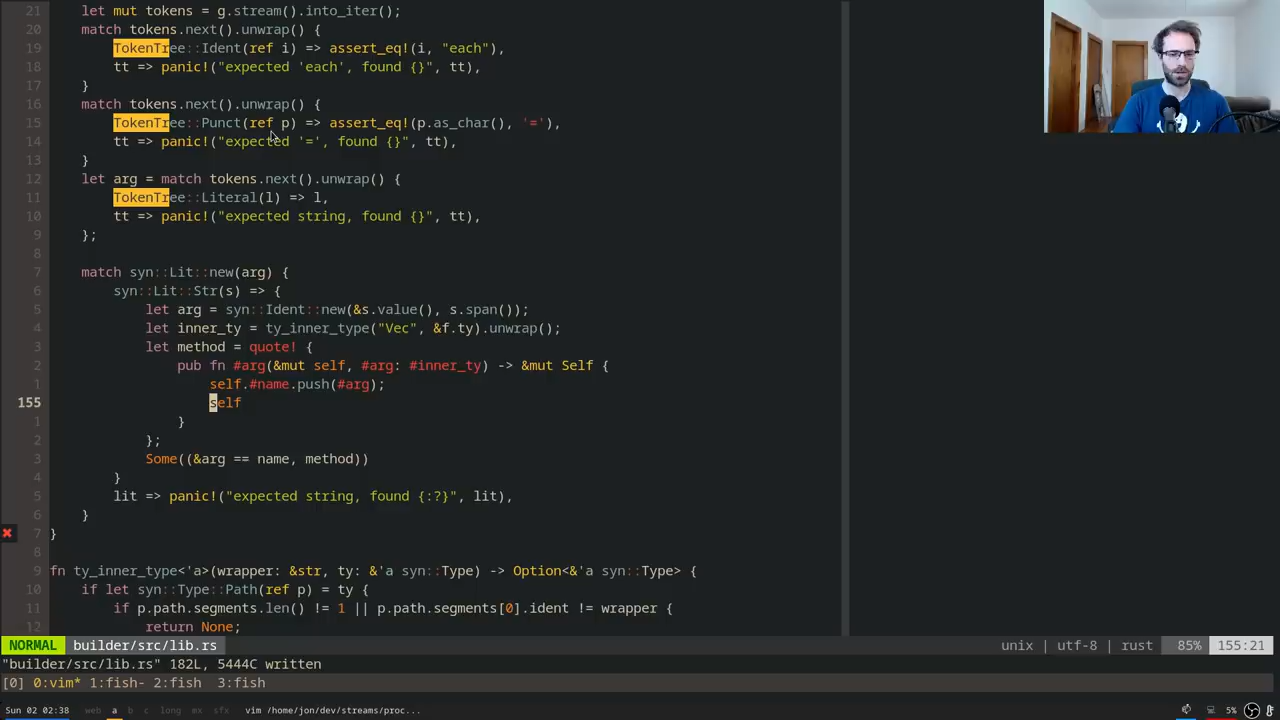 21 let mut tokens = g.stream().into_iter();
20 match tokens.next().unwrap() {
19 TokenTree::Ident(ref i) => assert_eq!(i, "each"),
18 tt => panic!("expected 'each', found {}", tt),
17 }
16 match tokens.next().unwrap() {
15 TokenTree::Punct(ref p) => assert_eq!(p.as_char(), '='),
14 tt => panic!("expected '=', found {}", tt),
13 }
12 let arg = match tokens.next().unwrap() {
11 TokenTree::Literal(l) => l,
10 tt => panic!("expected string, found {}", tt),
9 };
8
7 match syn::Lit::new(arg) {
6 syn::Lit::Str(s) => {
5 let arg = syn::Ident::new(&s.value(), s.span());
4 let inner_ty = ty_inner_type("Vec", &f.ty).unwrap();
3 let method = quote! {
2 pub fn #arg(&mut self, #arg: #inner_ty) -> &mut Self {
1 self.#name.push(#arg);
155 self
1 }
2 };
3 Some((&arg == name, method))
4 }
5 lit => panic!("expected string, found {:?}", lit),
6 }
7 }
8
9 fn ty_inner_type<'a>(wrapper: &str, ty: &'a syn::Type) -> Option<&'a syn::Type> {
10 if let syn::Type::Path(ref p) = ty {
11 if p.path.segments.len() != 1 || p.path.segments[0].ident != wrapper {
12 return None;
NORMAL builder/src/lib.rs unix | utf-8 | rust 85% 155:21
"builder/src/lib.rs" 182L, 5444C written
[0] 0:vim* 1:fish- 2:fish 3:fish
Sun 02 02:38 web a b c long mx sfx vim /home/jon/dev/streams/proc... 5%